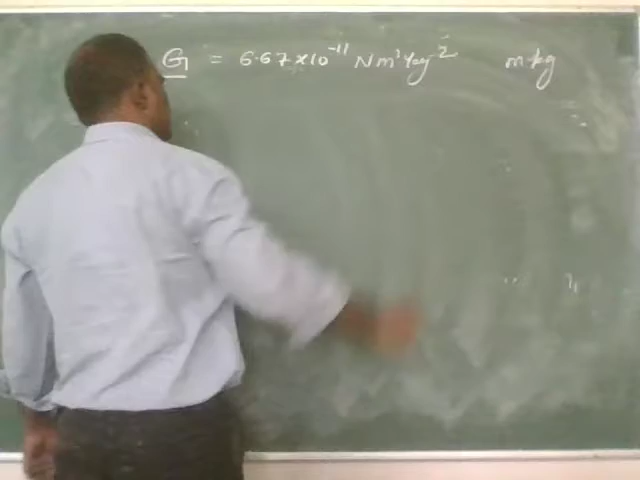 G = 6.67 x 10⁻¹¹ Nm²kg⁻² m kg